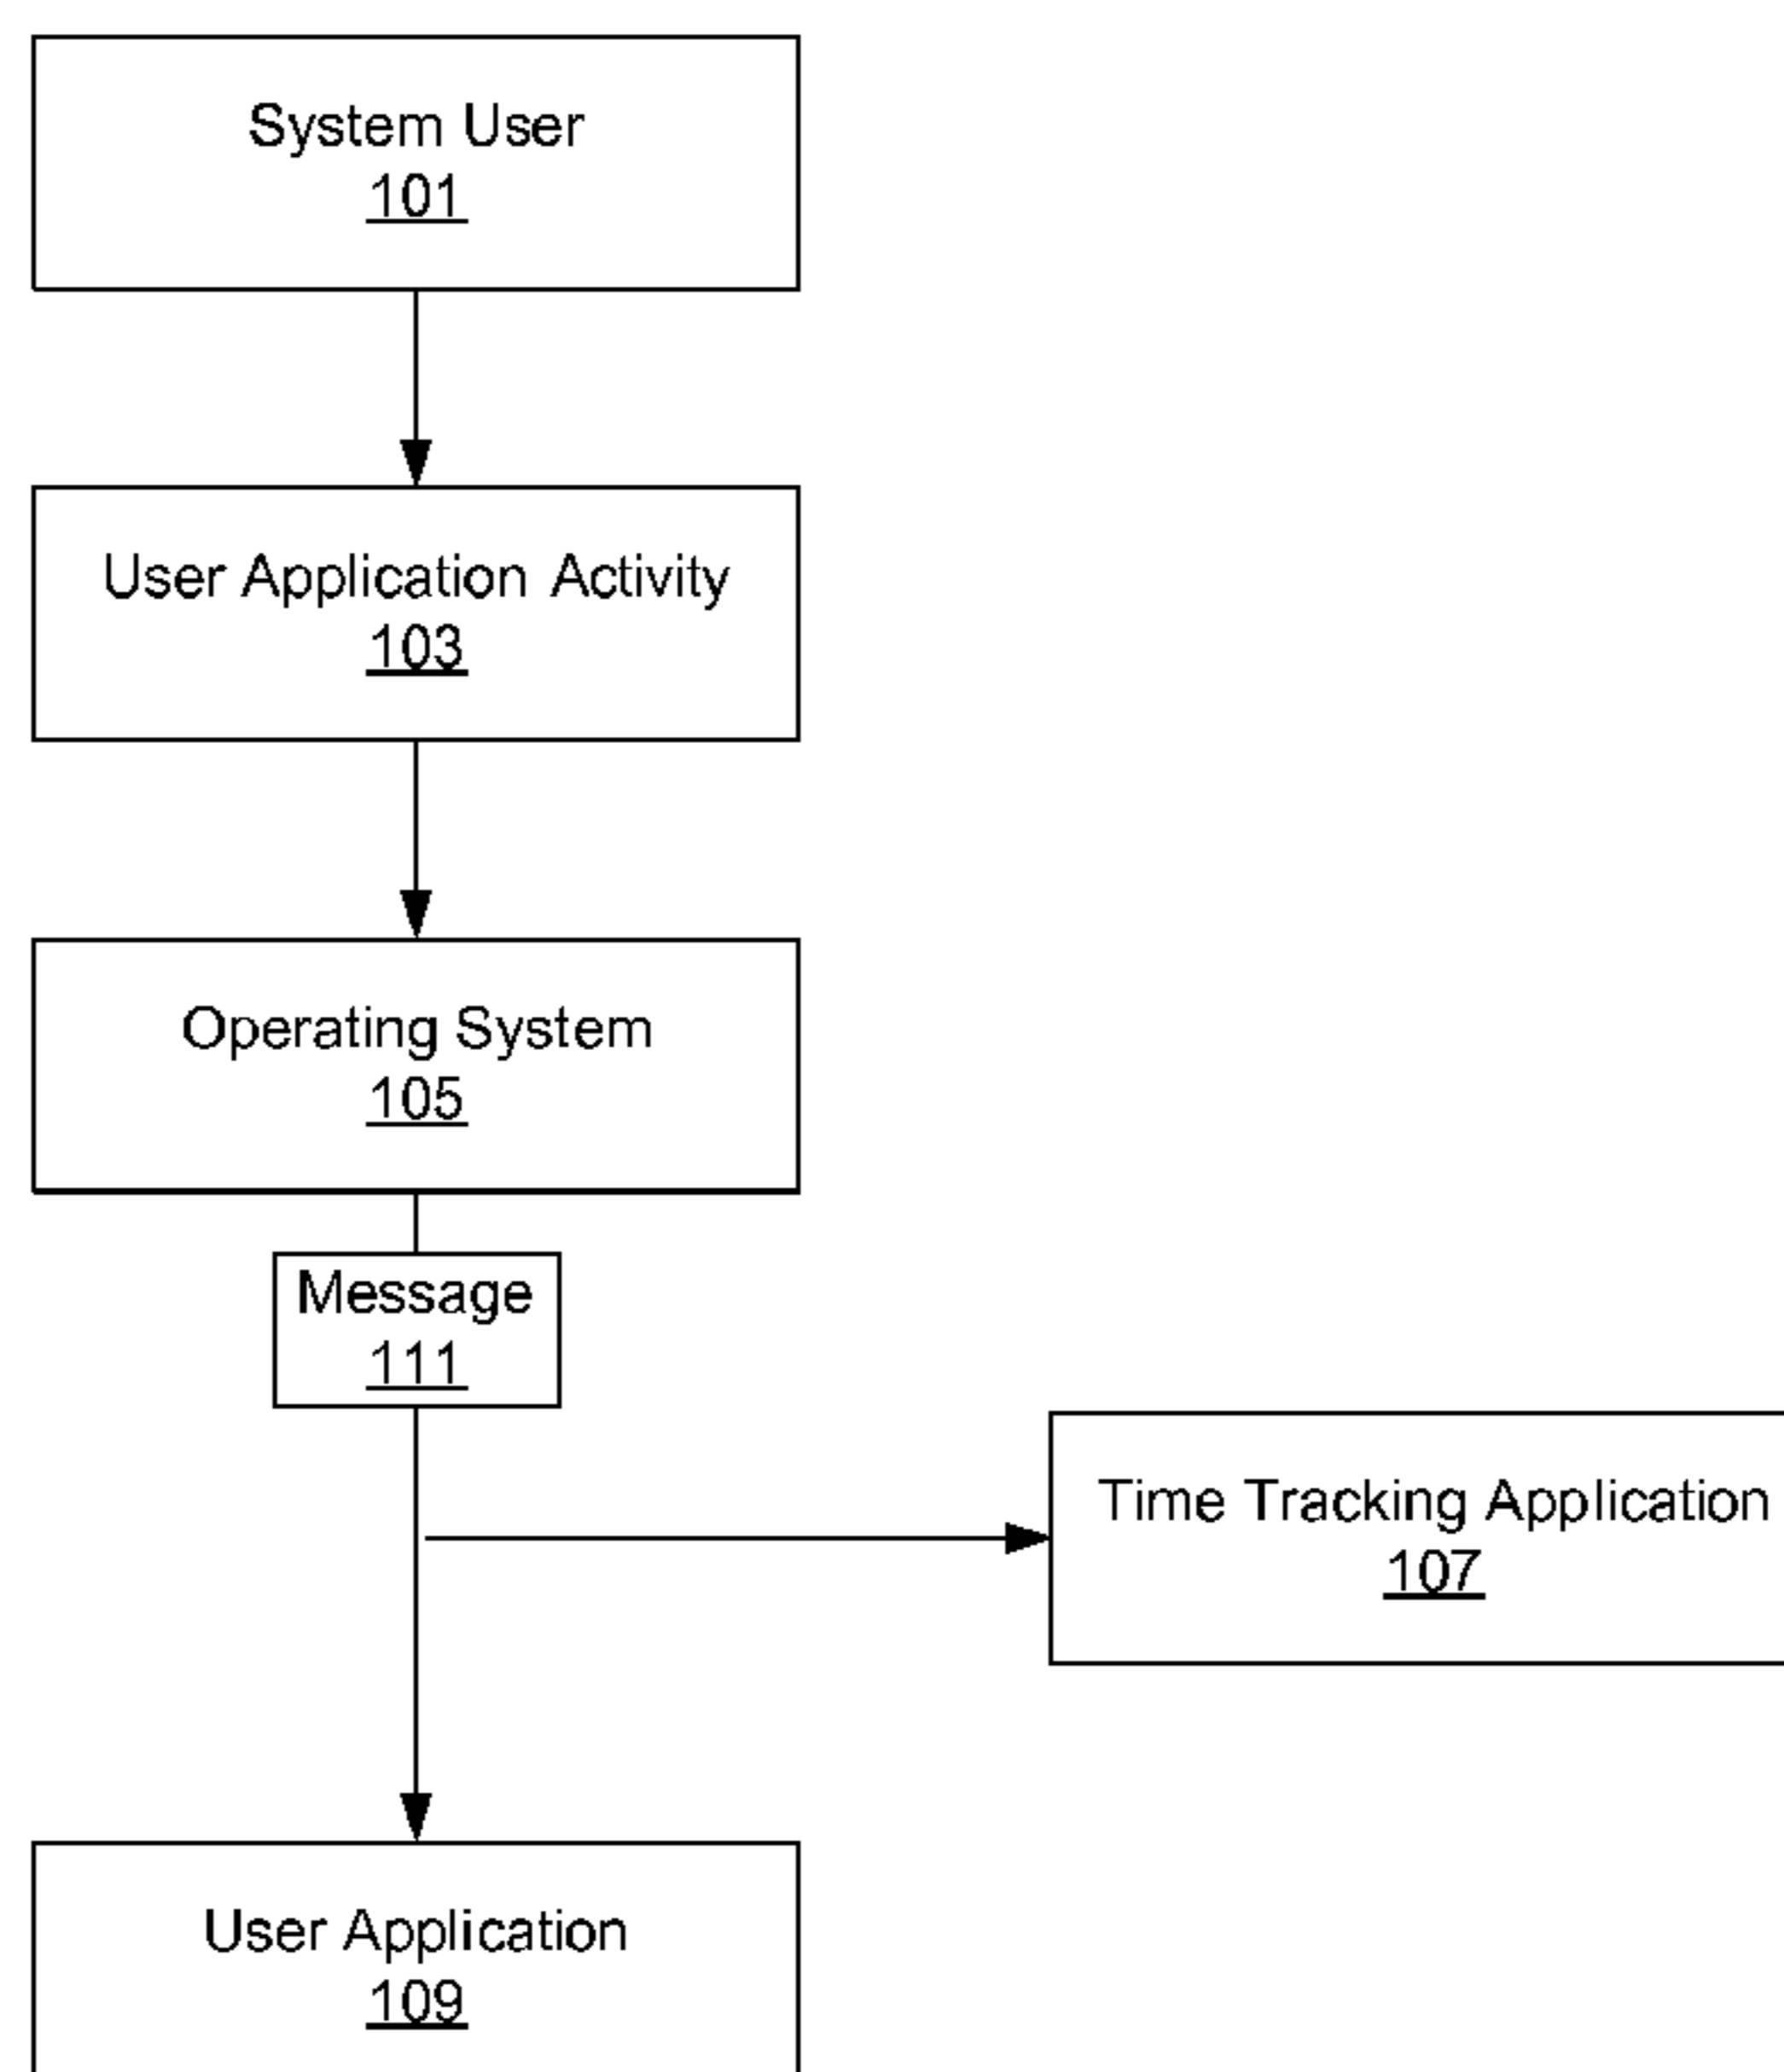 System User
101
User Application Activity
103
Operating System
105
Message
111
Time Tracking Application
107
User Application
109